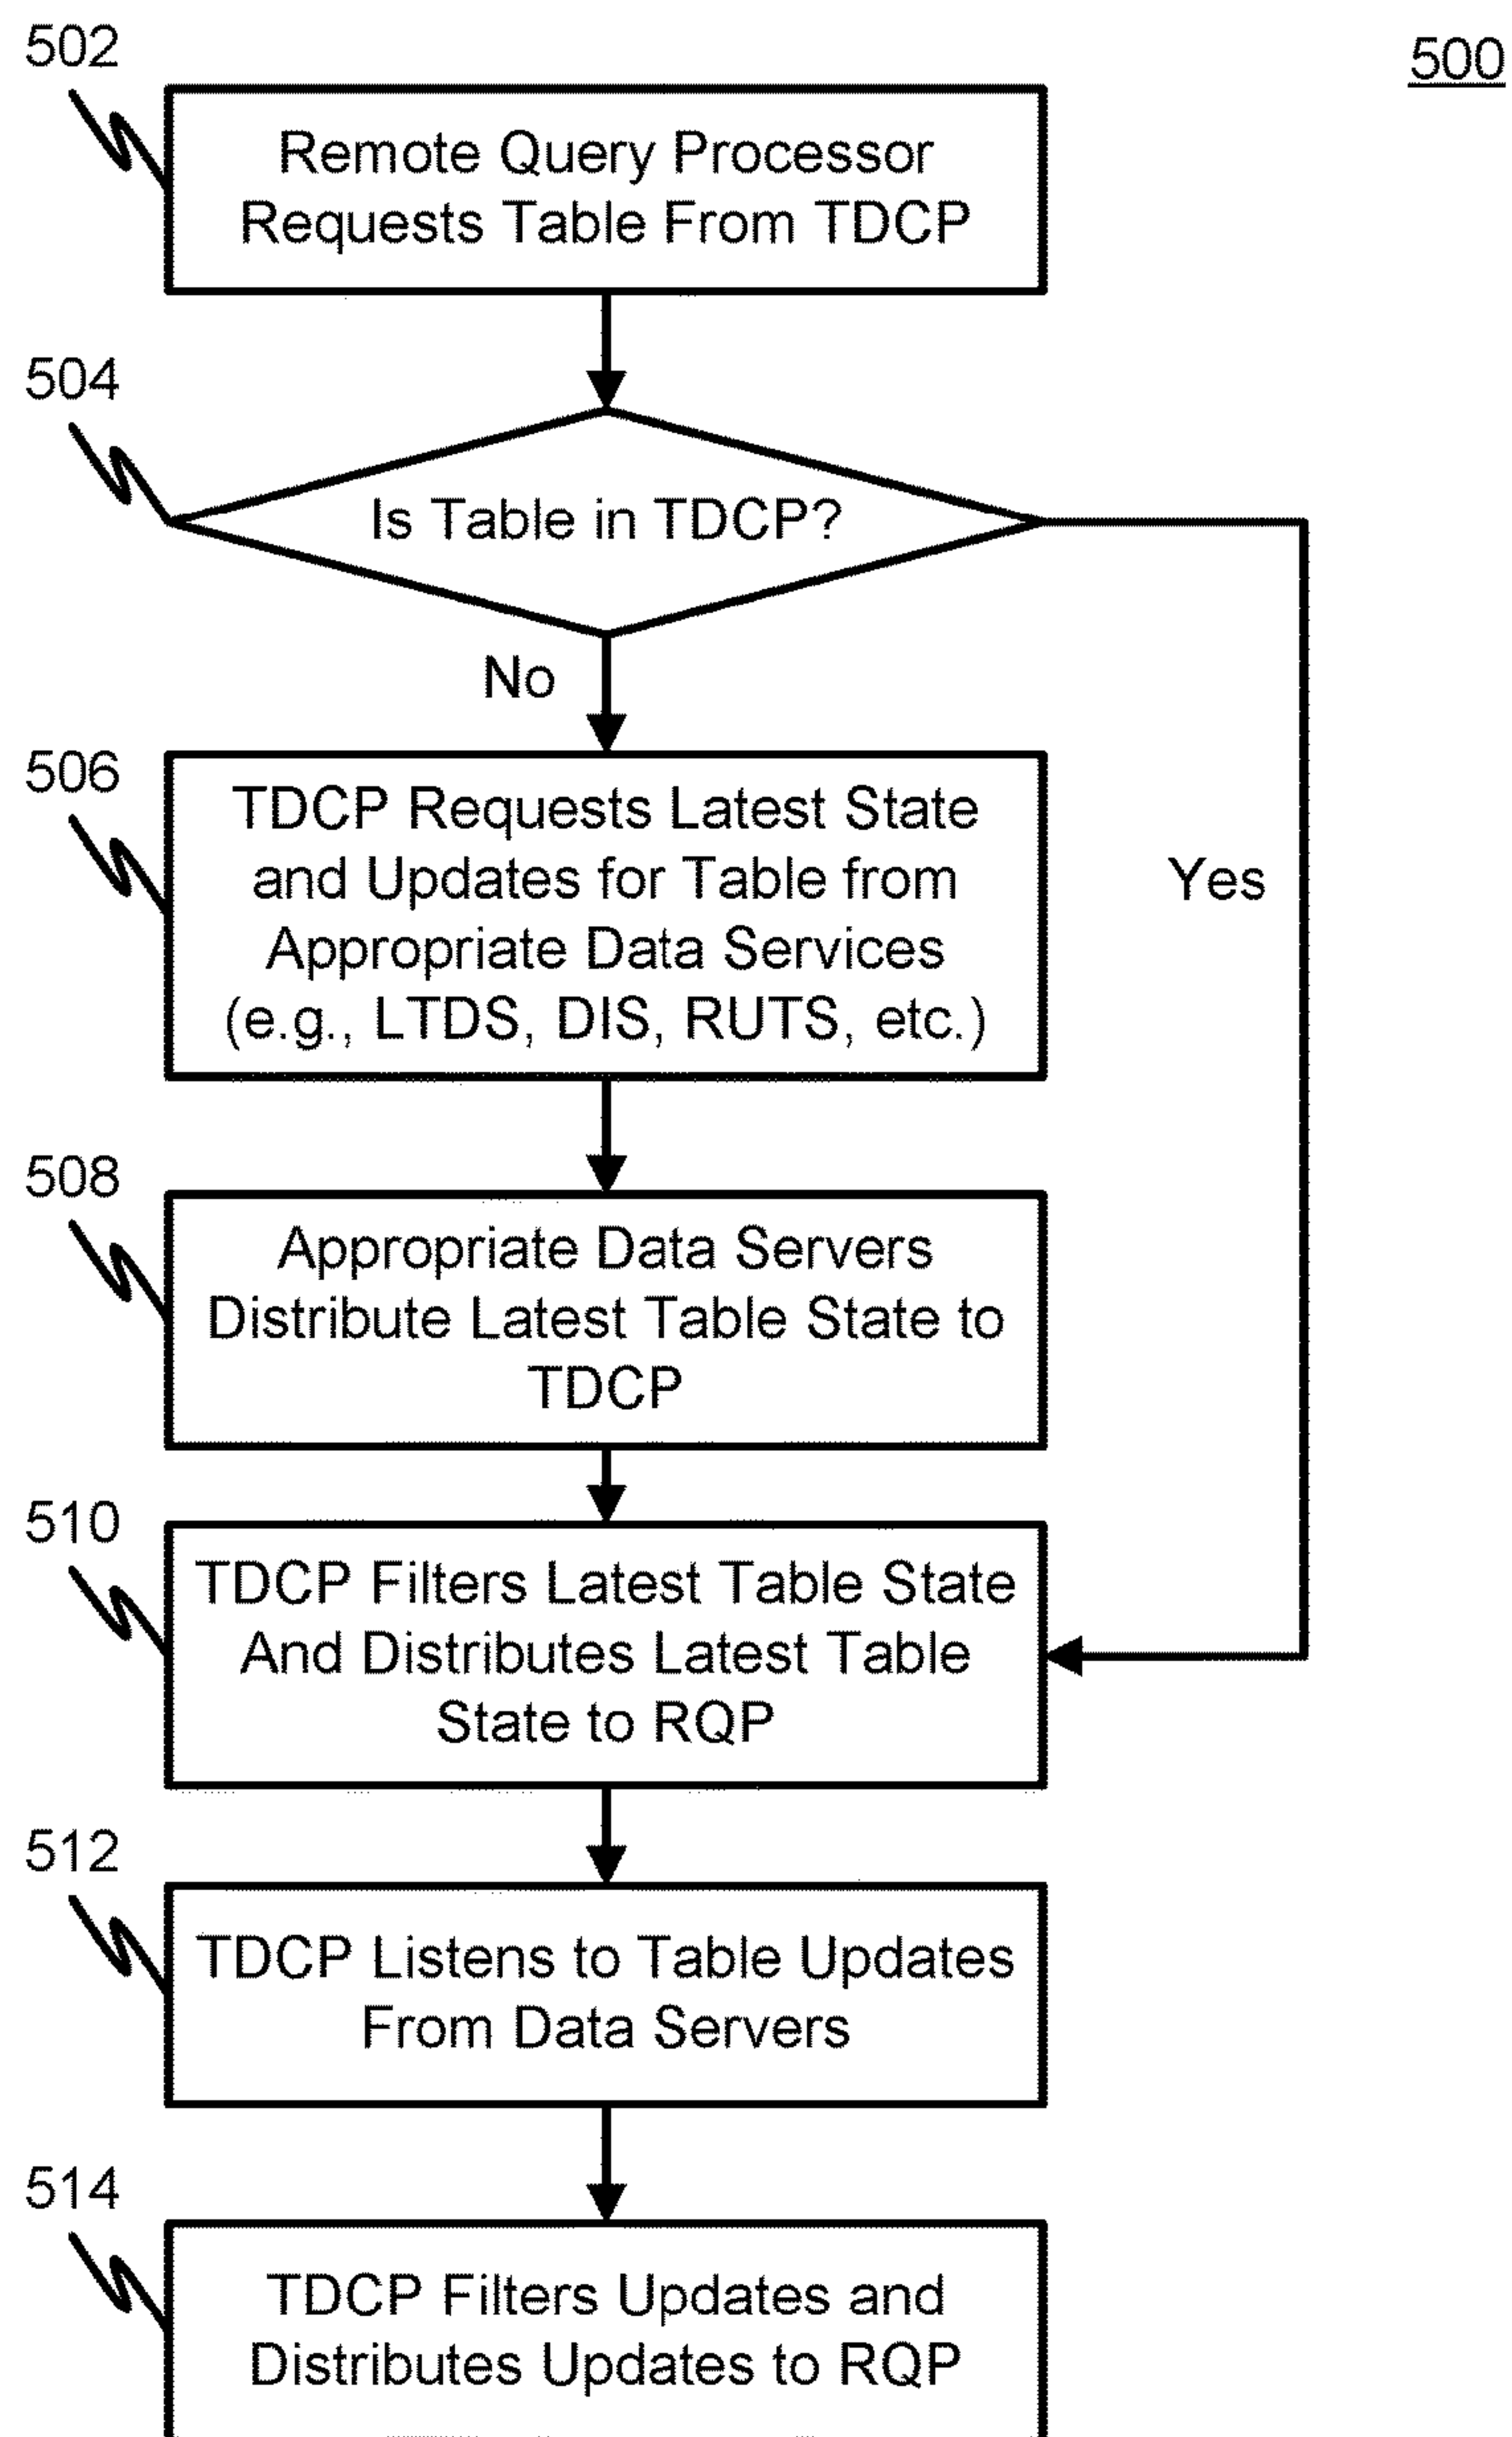 502
500
Remote Query Processor
Requests Table From TDCP
504
Is Table in TDCP?
No
506
TDCP Requests Latest State
and Updates for Table from
Appropriate Data Services
(e.g., LTDS, DIS, RUTS, etc.)
Yes
508
Appropriate Data Servers
Distribute Latest Table State to
TDCP
510
TDCP Filters Latest Table State
And Distributes Latest Table
State to RQP
512
TDCP Listens to Table Updates
From Data Servers
514
TDCP Filters Updates and
Distributes Updates to RQP